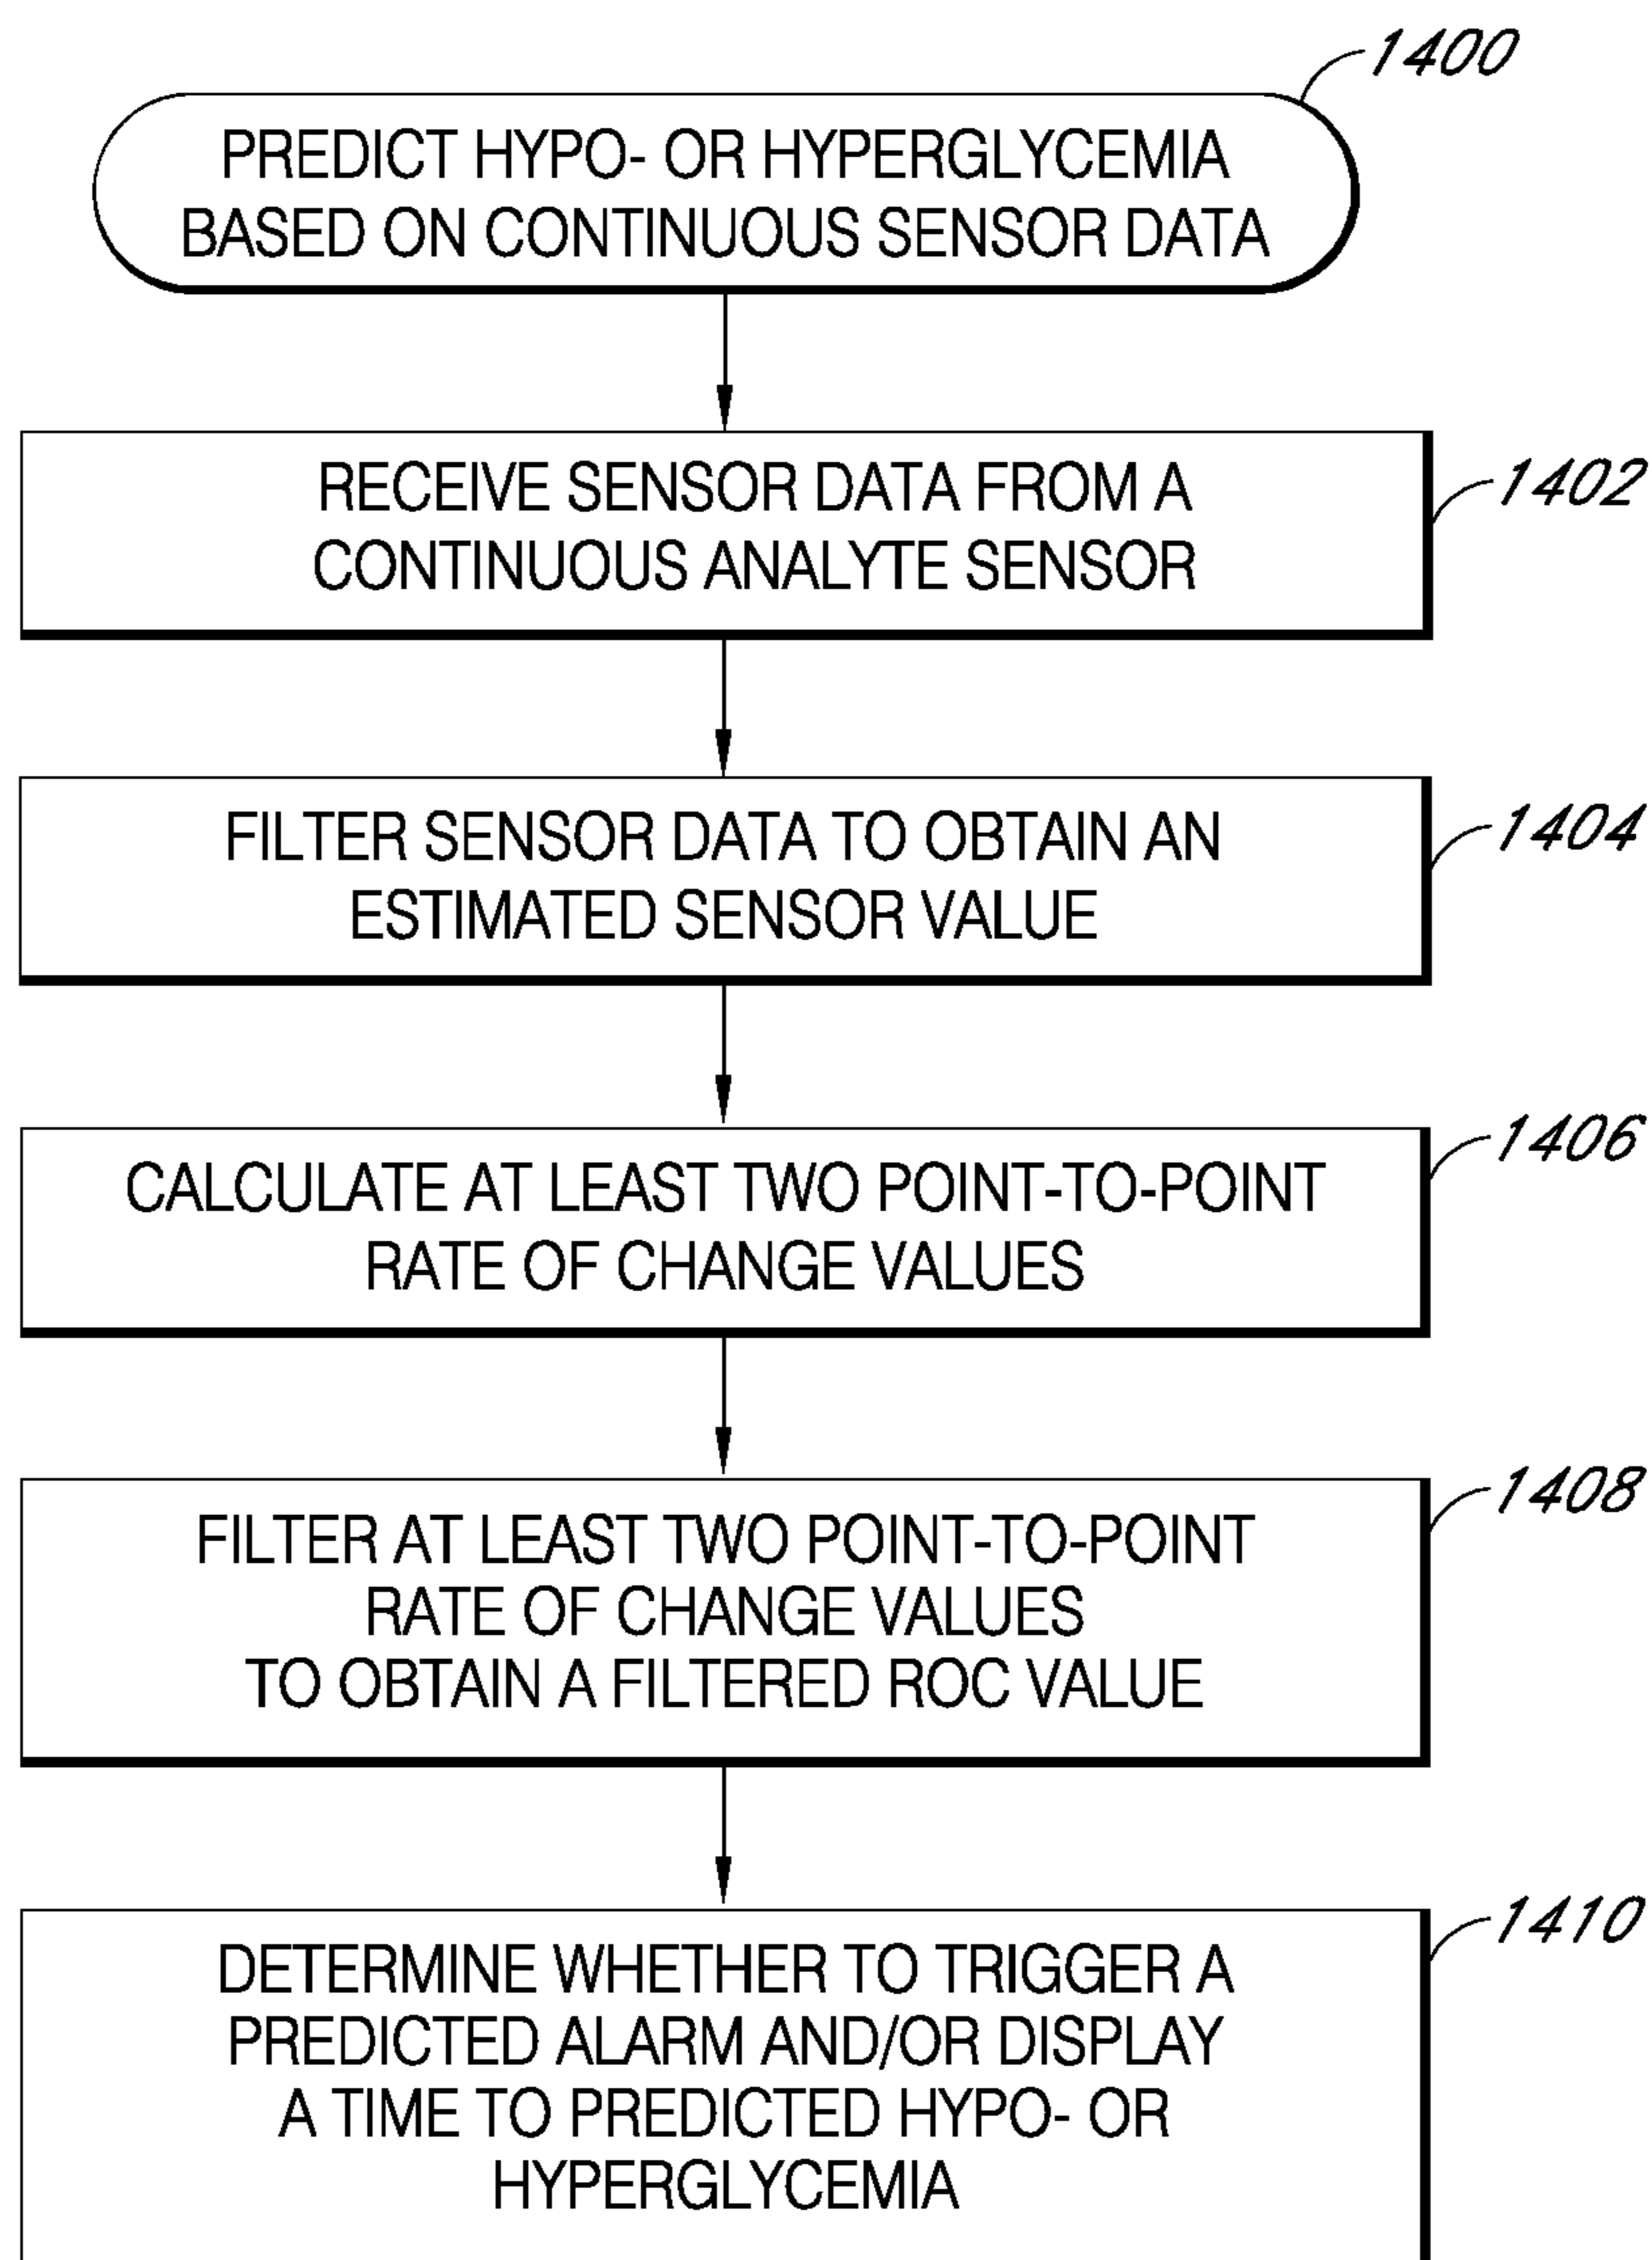 1400
PREDICT HYPO- OR HYPERGLYCEMIA
BASED ON CONTINUOUS SENSOR DATA
RECEIVE SENSOR DATA FROM A
CONTINUOUS ANALYTE SENSOR
1402
FILTER SENSOR DATA TO OBTAIN AN
ESTIMATED SENSOR VALUE
1404
CALCULATE AT LEAST TWO POINT-TO-POINT
RATE OF CHANGE VALUES
1406
FILTER AT LEAST TWO POINT-TO-POINT
RATE OF CHANGE VALUES
TO OBTAIN A FILTERED ROC VALUE
1408
DETERMINE WHETHER TO TRIGGER A
PREDICTED ALARM AND/OR DISPLAY
A TIME TO PREDICTED HYPO- OR
HYPERGLYCEMIA
1410